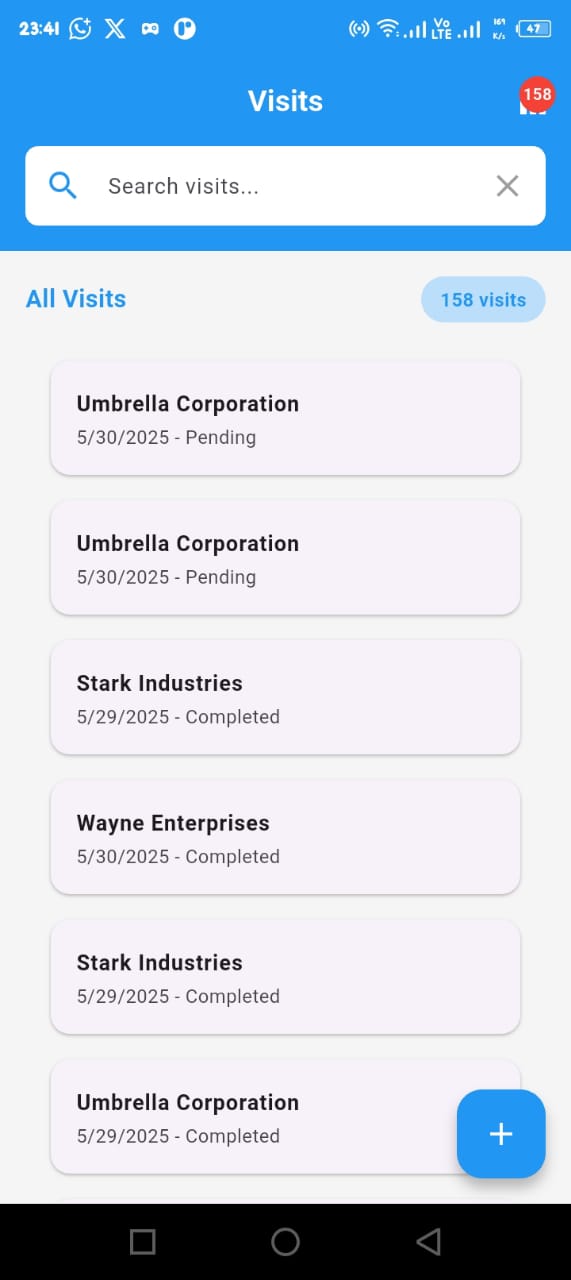 23:41
Vo
LTE
169
K/s
47
Visits
158
Search visits...
All Visits
158 visits
Umbrella Corporation
5/30/2025 - Pending
Umbrella Corporation
5/30/2025 - Pending
Stark Industries
5/29/2025 - Completed
Wayne Enterprises
5/30/2025 - Completed
Stark Industries
5/29/2025 - Completed
Umbrella Corporation
5/29/2025 - Completed